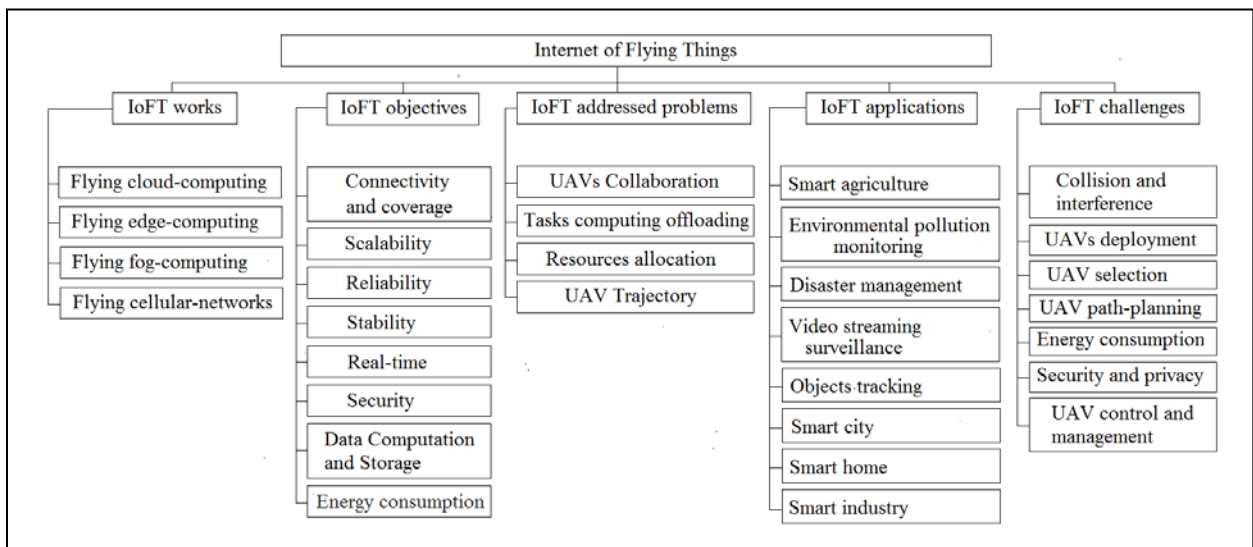 Internet of Flying Things
IoFT works
Flying cloud-computing
Flying edge-computing
Flying fog-computing
Flying cellular-networks
IoFT objectives
Connectivity
and coverage
Scalability
Reliability
Stability
Real-time
Security
Data Computation
and Storage
Energy consumption
IoFT addressed problems
UAVs Collaboration
Tasks computing offloading
Resources allocation
UAV Trajectory
IoFT applications
Smart agriculture
Environmental pollution
monitoring
Disaster management
Video streaming
surveillance
Objects tracking
Smart city
Smart home
Smart industry
IoFT challenges
Collision and
interference
UAVs deployment
UAV selection
UAV path-planning
Energy consumption
Security and privacy
UAV control and
management